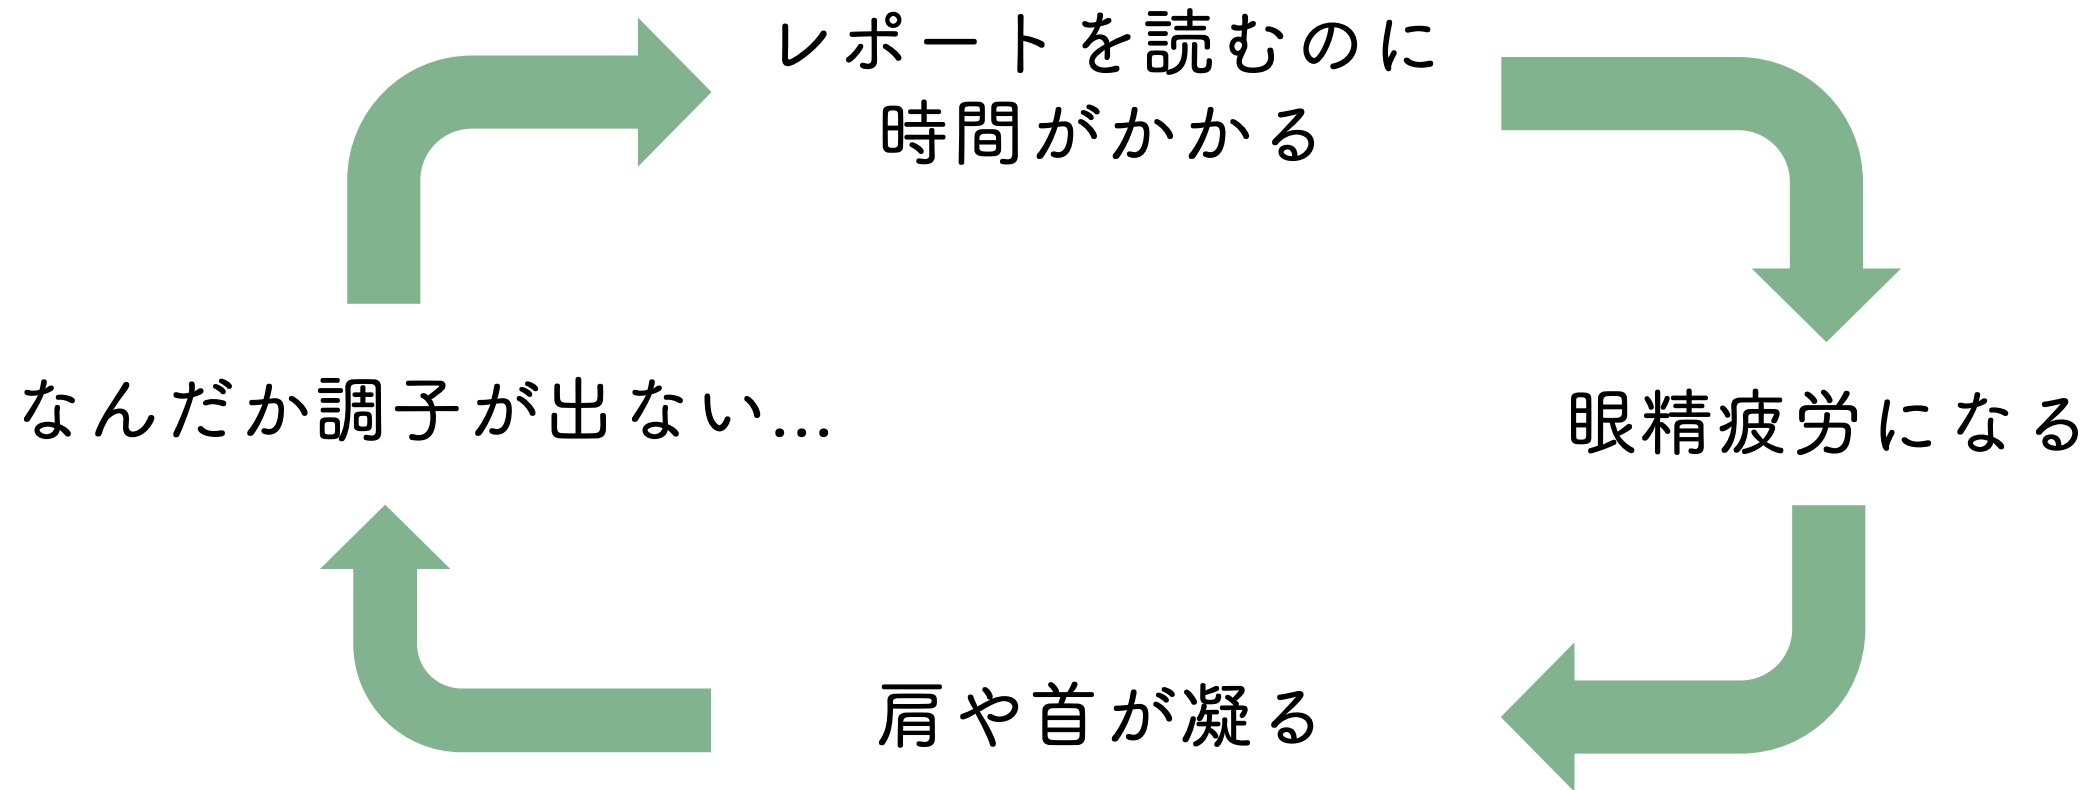 レポートを読むのに
時間がかかる
なんだか調子が出ない...
眼精疲労になる
肩や首が凝る